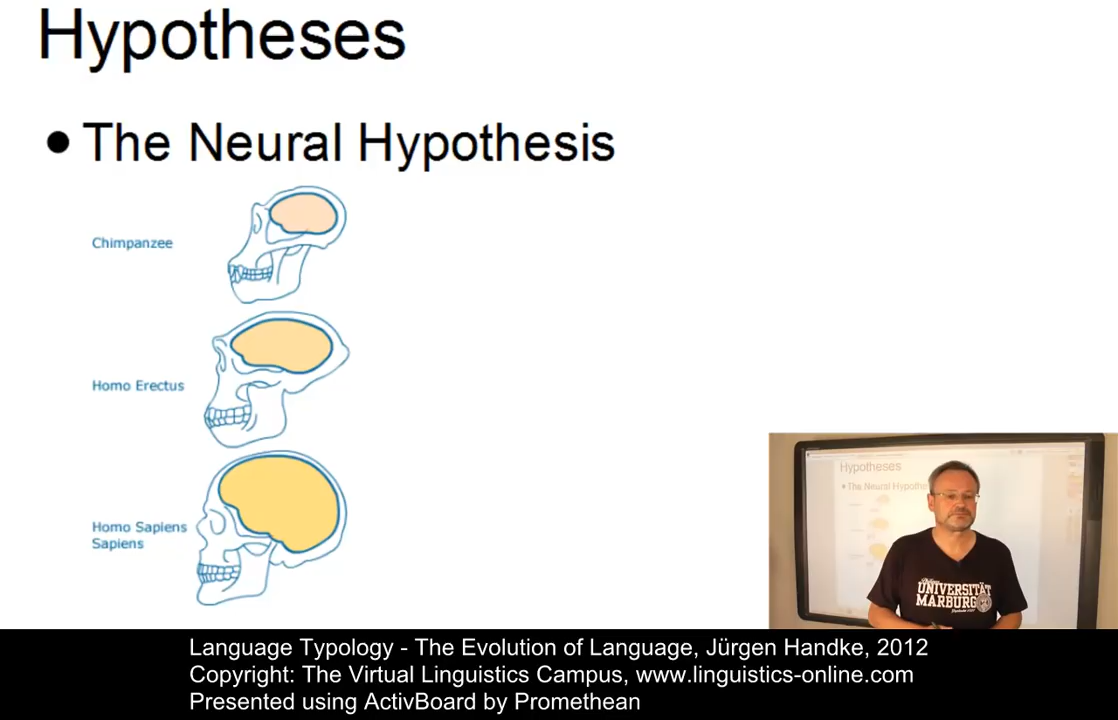 Hypotheses
• The Neural Hypothesis
Chimpanzee
Homo Erectus
Homo Sapiens
Sapiens
Hypotheses
• The Neural Hypothe
UNIVERSITÄT
MARBURG
Language Typology - The Evolution of Language, Jürgen Handke, 2012
Copyright: The Virtual Linguistics Campus, www.linguistics-online.com
Presented using ActivBoard by Promethean